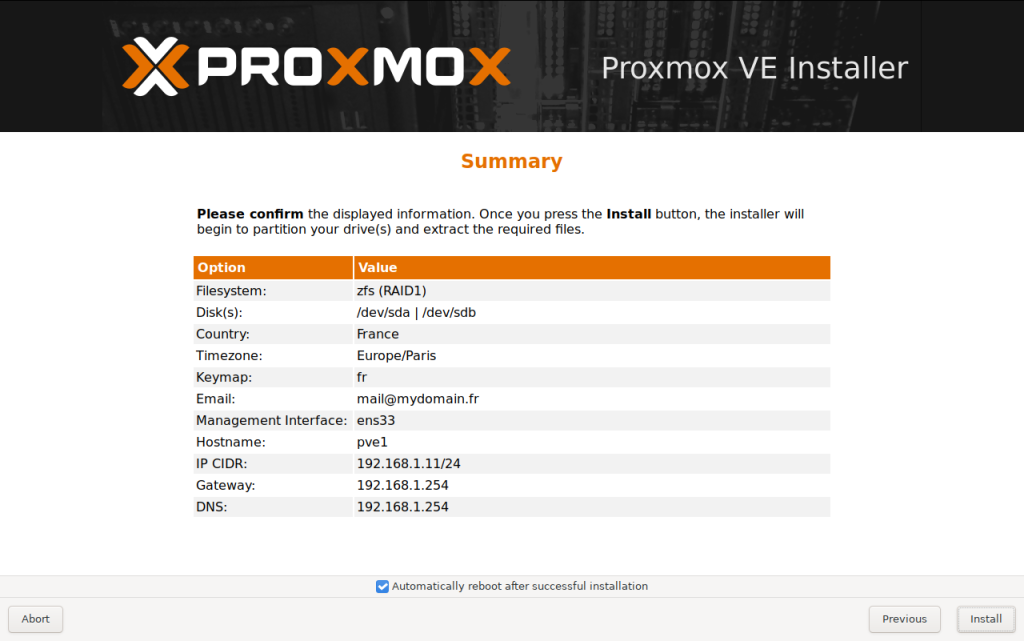 PROXMOX
Proxmox VE Installer
Summary
Please confirm the displayed information. Once you press the Install button, the installer will
begin to partition your drive(s) and extract the required files.
Option Value
Filesystem: zfs (RAID1)
Disk(s): /dev/sda | /dev/sdb
Country: France
Timezone: Europe/Paris
Keymap: fr
Email: mail@mydomain.fr
Management Interface: ens33
Hostname: pve1
IP CIDR: 192.168.1.11/24
Gateway: 192.168.1.254
DNS: 192.168.1.254
Automatically reboot after successful installation
Abort Previous Install